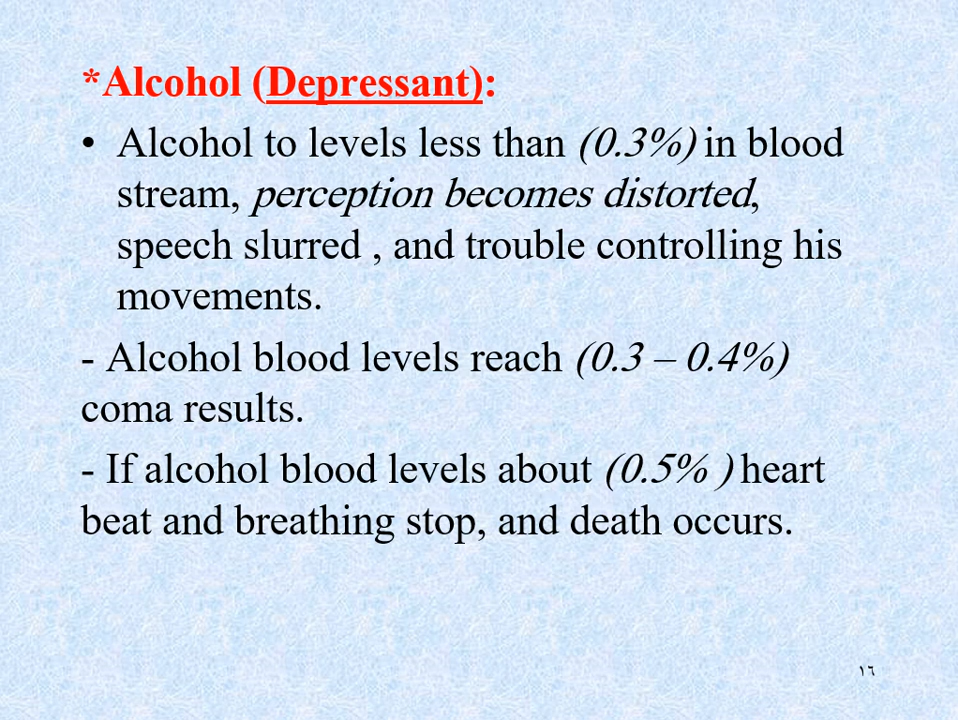 *Alcohol (Depressant):
• Alcohol to levels less than (0.3%) in blood
stream, perception becomes distorted,
speech slurred , and trouble controlling his
movements.
- Alcohol blood levels reach (0.3 – 0.4%)
coma results.
- If alcohol blood levels about (0.5% ) heart
beat and breathing stop, and death occurs.
١٦